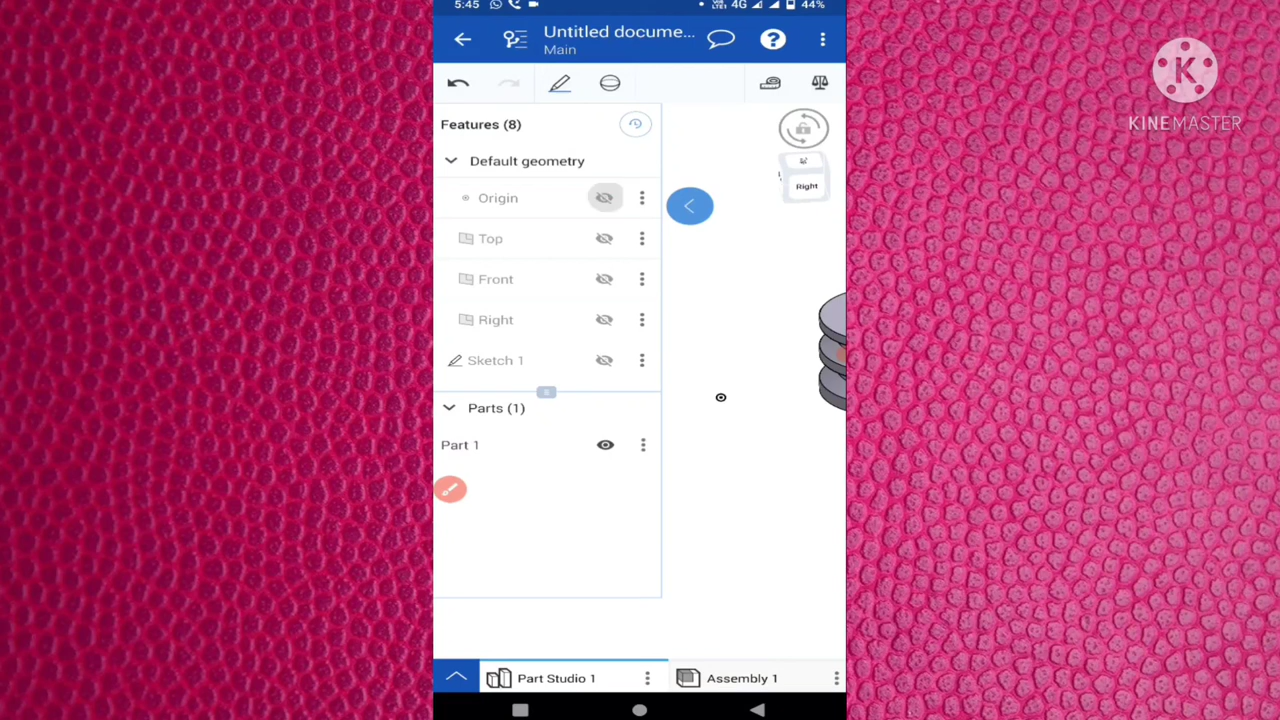 5:45
4G
44%
Untitled docume...
Main
Features (8)
Default geometry
Origin
Top
Front
Right
Sketch 1
Parts (1)
Part 1
Right
Part Studio 1
Assembly 1
K
KINEMASTER